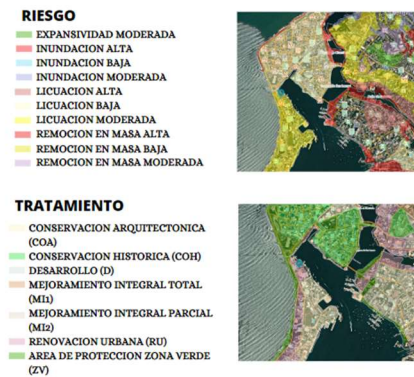 RIESGO
EXPANSIVIDAD MODERADA
INUNDACION ALTA
INUNDACION BAJA
INUNDACION MODERADA
LICUACION ALTA
LICUACION BAJA
LICUACION MODERADA
REMOCION EN MASA ALTA
REMOCION EN MASA BAJA
REMOCION EN MASA MODERADA
TRATAMIENTO
CONSERVACION ARQUITECTONICA
(COA)
CONSERVACION HISTORICA (COH)
DESARROLLO (D)
MEJORAMIENTO INTEGRAL TOTAL
(MI1)
MEJORAMIENTO INTEGRAL PARCIAL
(MI2)
RENOVACION URBANA (RU)
AREA DE PROTECCION ZONA VERDE
(ZV)